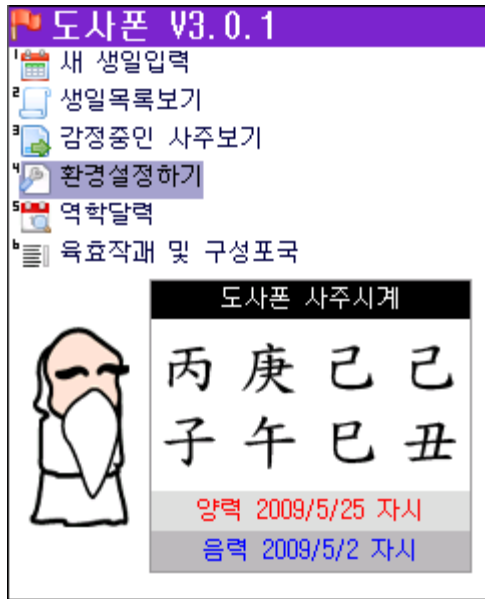 도사폰 V3.0.1
1 새 생일입력
2 생일목록보기
3 감정중인 사주보기
4 환경설정하기
5 역학달력
6 육효작괘 및 구성포국
도사폰 사주시계
丙 庚 己 己
子 午 巳 丑
양력 2009/5/25 자시
음력 2009/5/2 자시